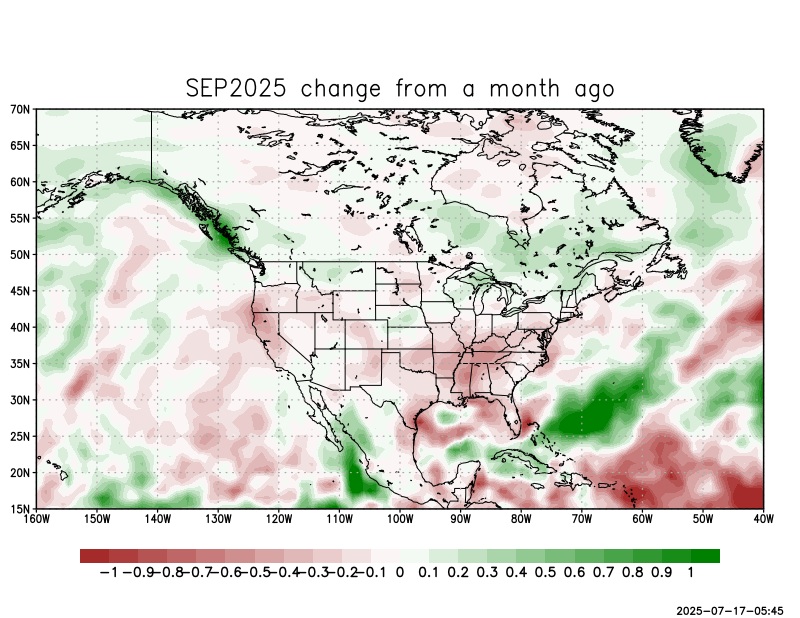 SEP2025 change from a month ago
70N
65N
60N
55N
50N
45N
40N
35N
30N
25N
20N
15N
160W 150W 140W 130W 120W 110W 100W 90W 80W 70W 60W 50W 40W
−1 −0.9 −0.8 −0.7 −0.6 −0.5 −0.4 −0.3 −0.2 −0.1 0 0.1 0.2 0.3 0.4 0.5 0.6 0.7 0.8 0.9 1
2025-07-17-05:45